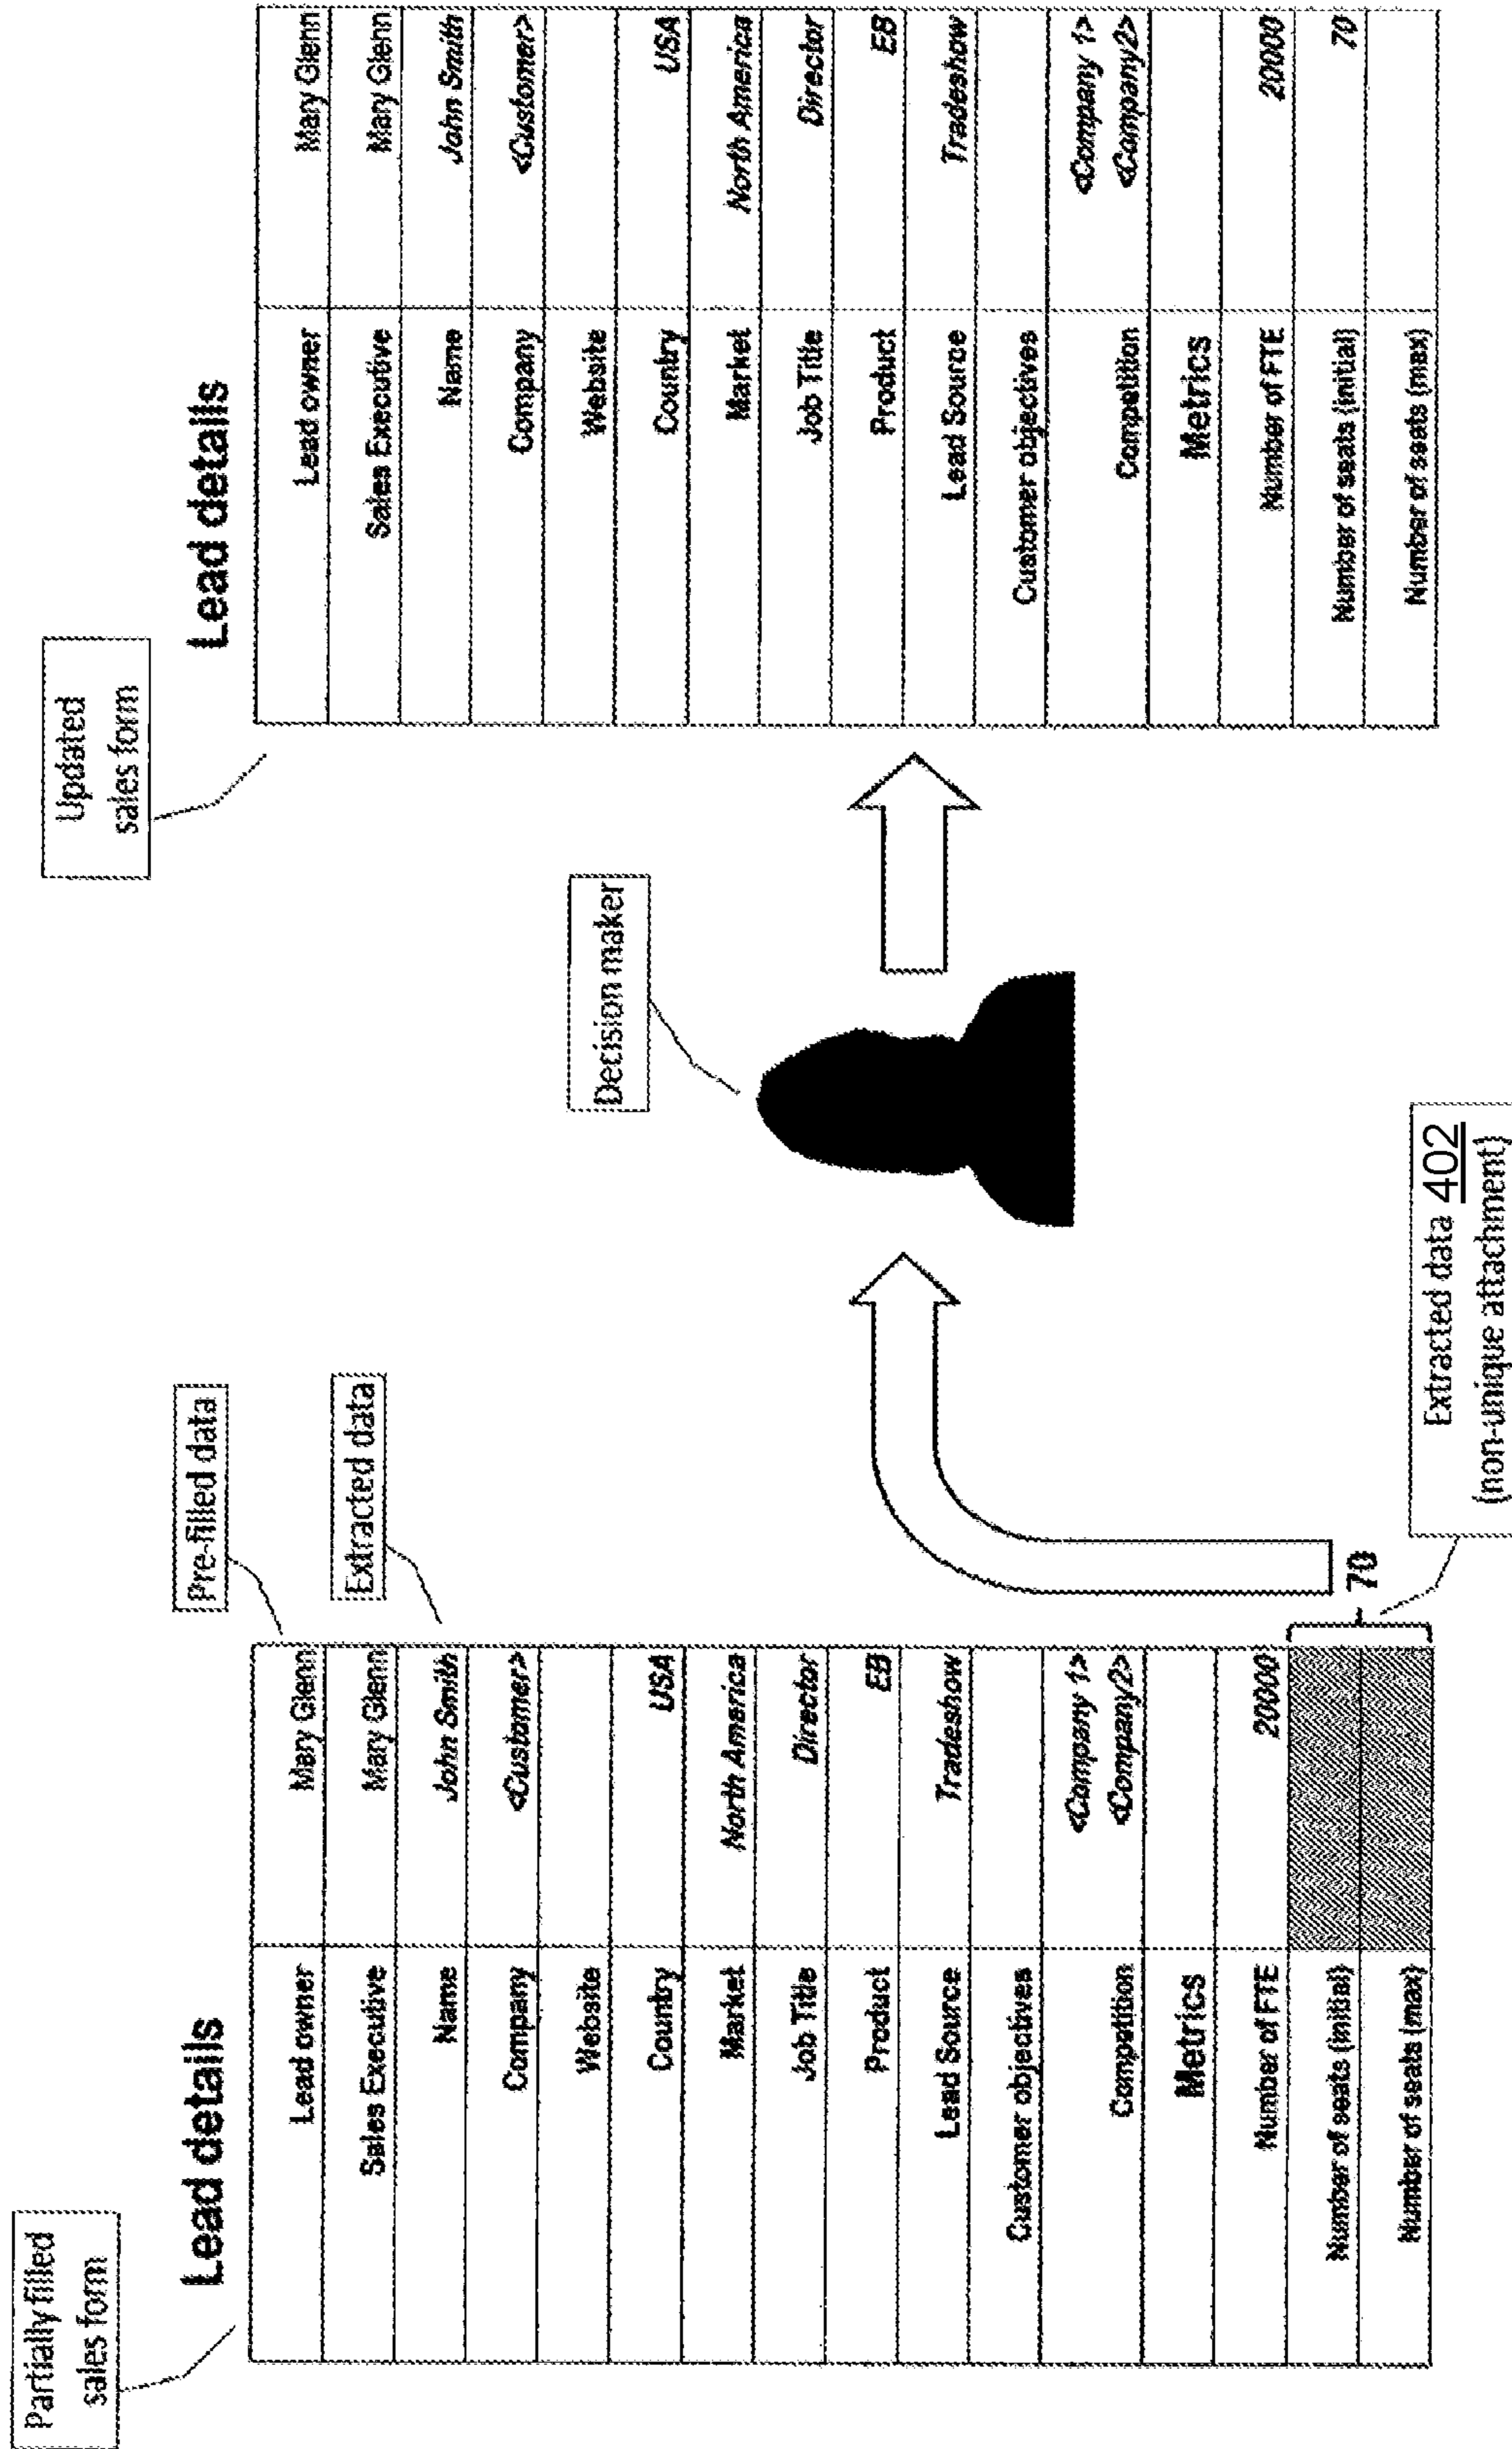 Partially filled
sales form
Lead details
Lead owner Mary Glenn
Sales Executive Mary Glenn
Name John Smith
Company <Customer>
Website
Country USA
Market North America
Job Title Director
Product EB
Lead Source Tradeshow
Customer objectives
Competition <Company 1>
<Company2>
Metrics
Number of FTE 20000
Number of seats (initial)
Number of seats (max)
Pre-filled data
Extracted data
70
Extracted data 402
(non-unique attachment)
Decision maker
Updated
sales form
Lead details
Lead owner Mary Glenn
Sales Executive Mary Glenn
Name John Smith
Company <Customer>
Website
Country USA
Market North America
Job Title Director
Product EB
Lead Source Tradeshow
Customer objectives
Competition <Company 1>
<Company2>
Metrics
Number of FTE 20000
Number of seats (initial) 70
Number of seats (max)